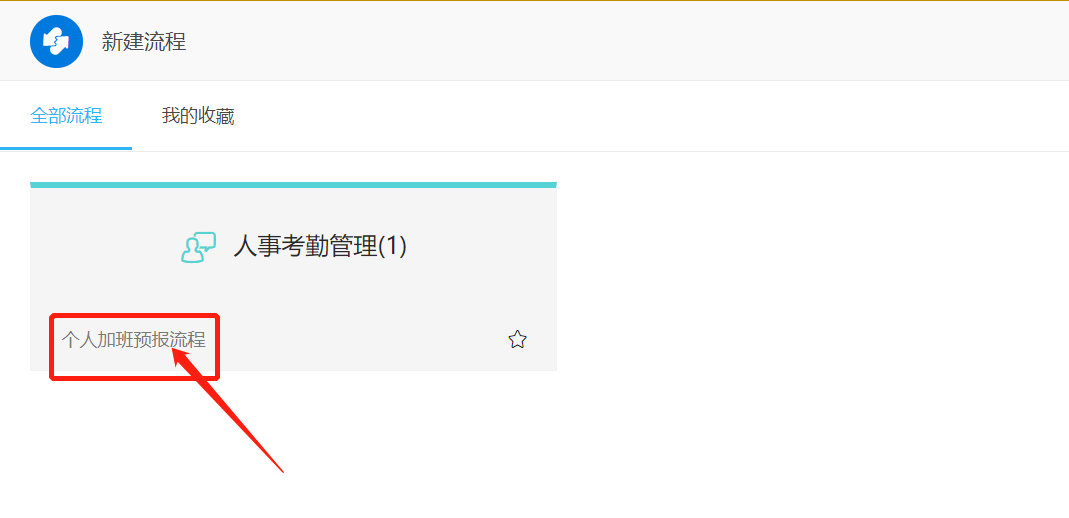 新建流程
全部流程
我的收藏
人事考勤管理(1)
个人加班预报流程